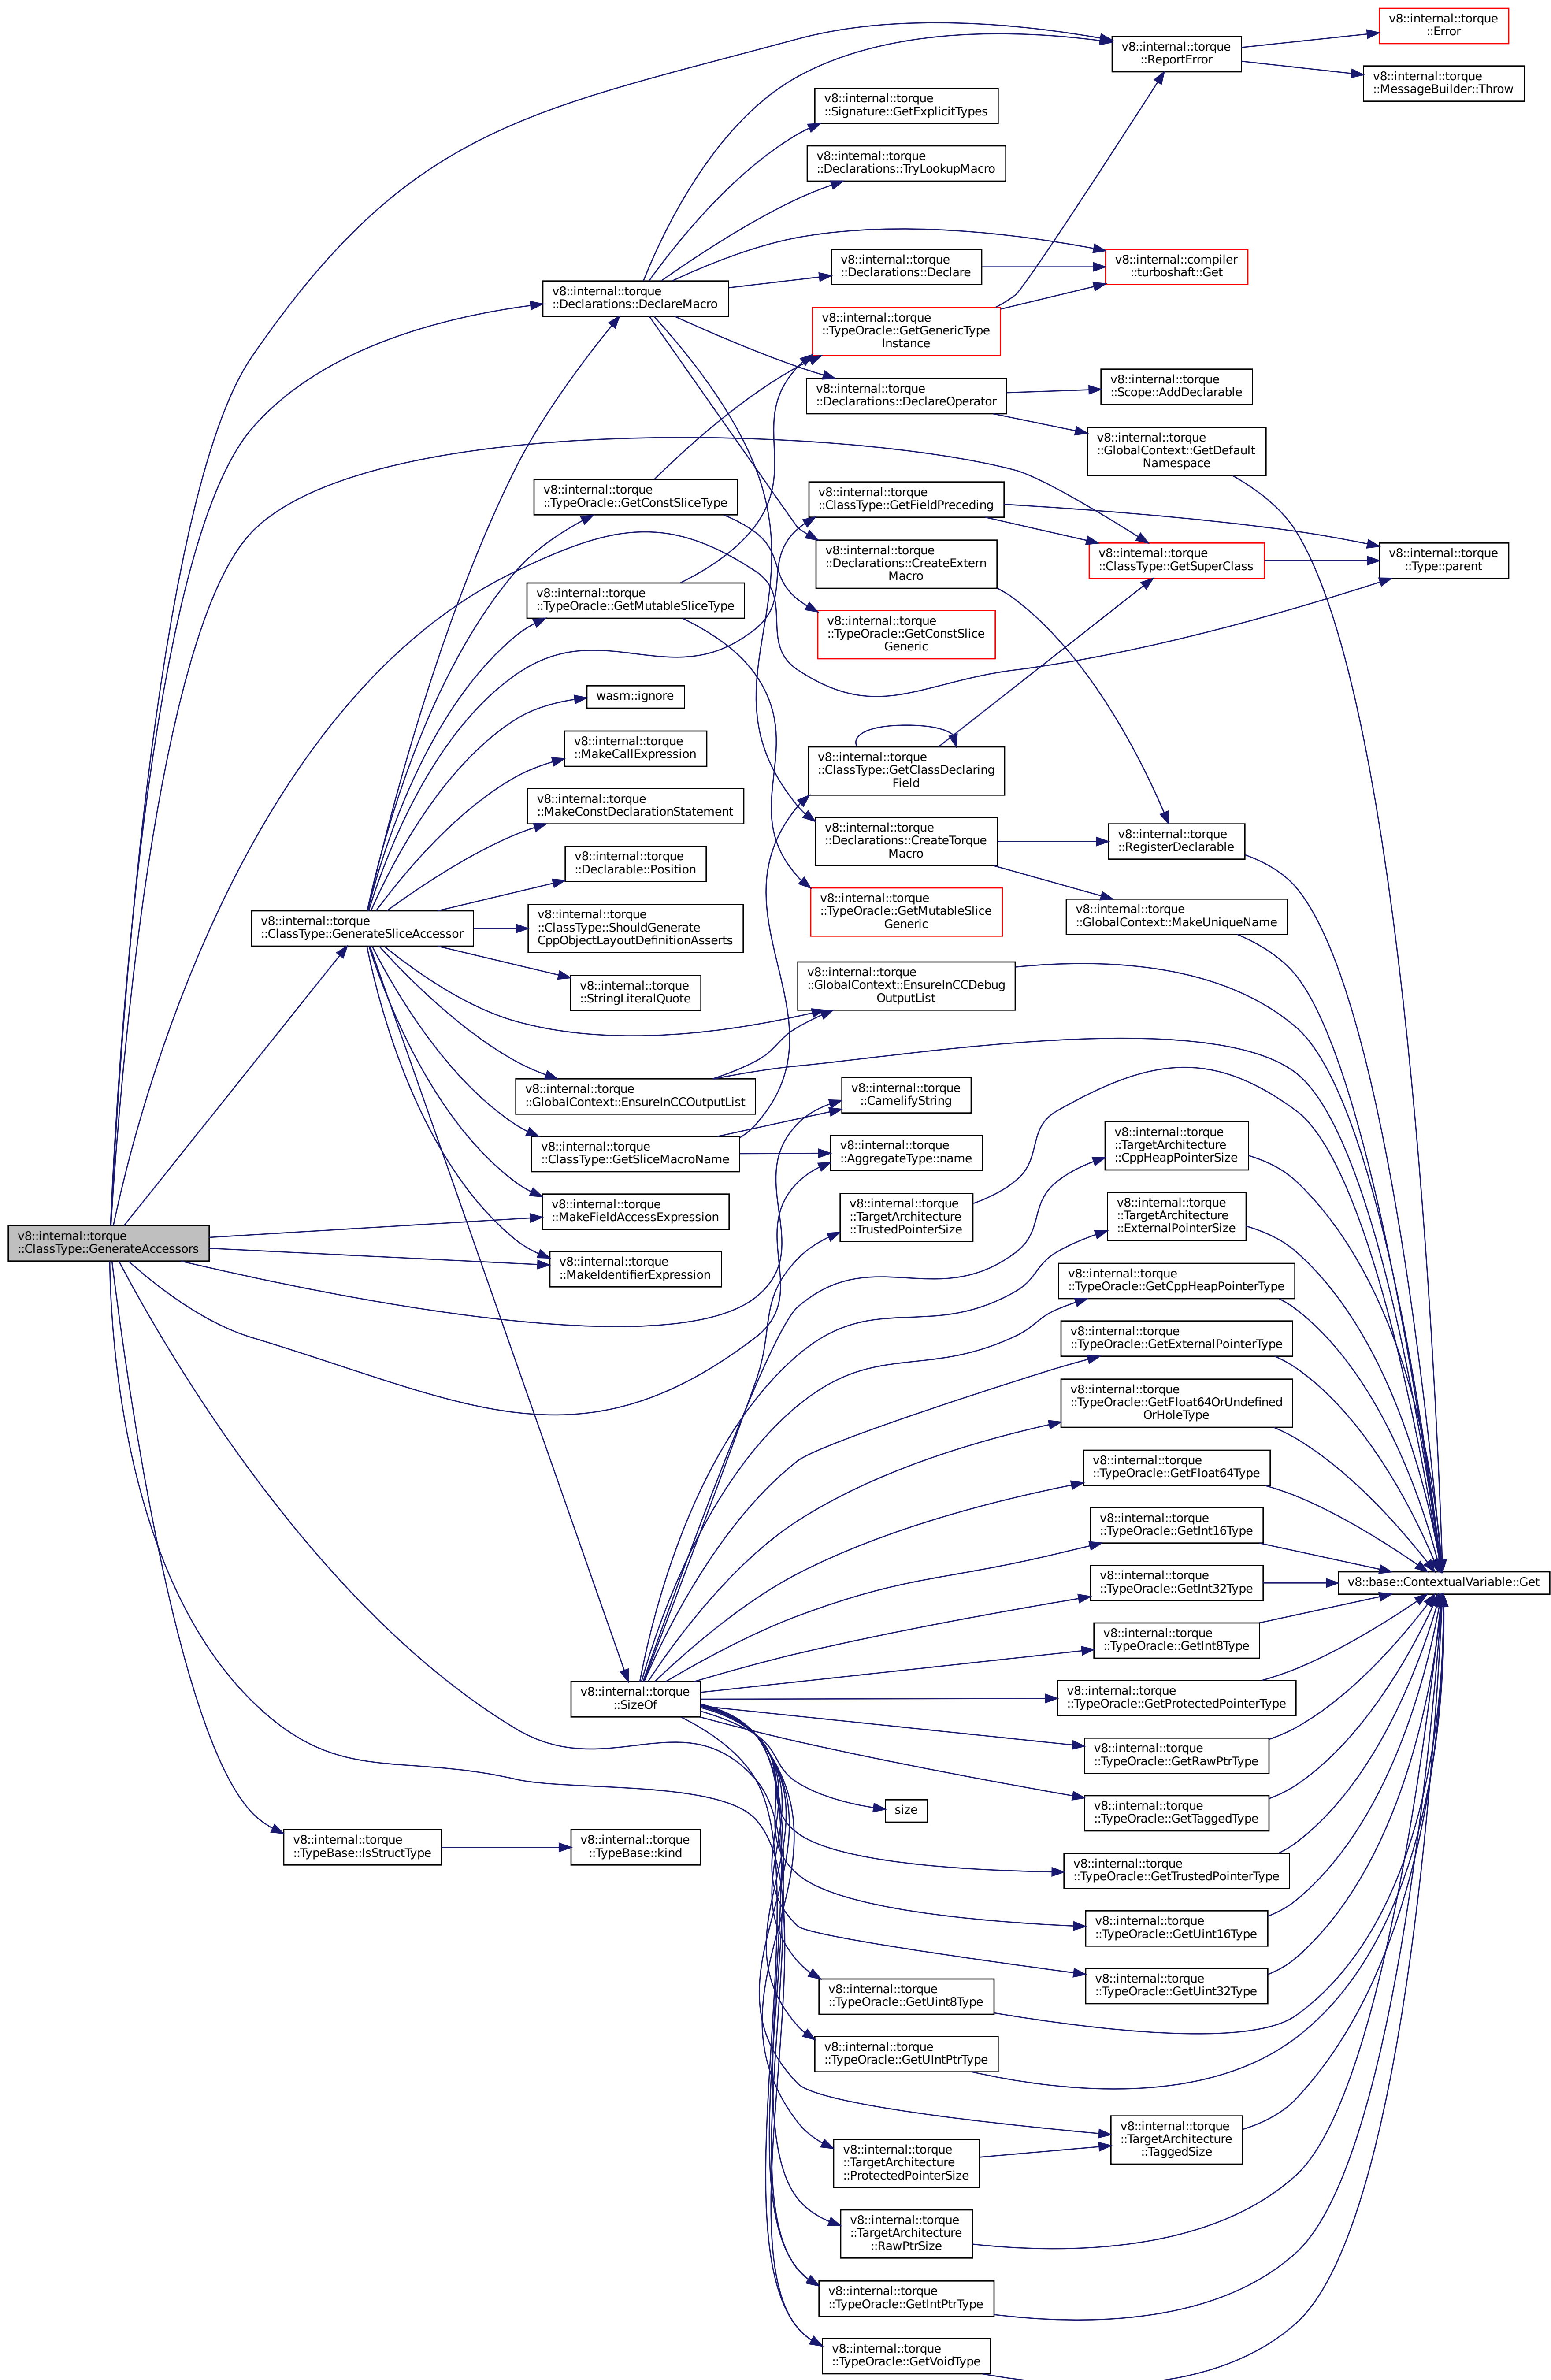 v8::internal::torque
::Error
v8::internal::torque
::ReportError
v8::internal::torque
::MessageBuilder::Throw
v8::internal::torque
::Signature::GetExplicitTypes
v8::internal::torque
::Declarations::TryLookupMacro
v8::internal::torque
::Declarations::Declare
v8::internal::compiler
::turboshaft::Get
v8::internal::torque
::Declarations::DeclareMacro
v8::internal::torque
::TypeOracle::GetGenericType
Instance
v8::internal::torque
::Declarations::DeclareOperator
v8::internal::torque
::Scope::AddDeclarable
v8::internal::torque
::GlobalContext::GetDefault
Namespace
v8::internal::torque
::TypeOracle::GetConstSliceType
v8::internal::torque
::ClassType::GetFieldPreceding
v8::internal::torque
::Declarations::CreateExtern
Macro
v8::internal::torque
::ClassType::GetSuperClass
v8::internal::torque
::Type::parent
v8::internal::torque
::TypeOracle::GetMutableSliceType
v8::internal::torque
::TypeOracle::GetConstSlice
Generic
wasm::ignore
v8::internal::torque
::MakeCallExpression
v8::internal::torque
::ClassType::GetClassDeclaring
Field
v8::internal::torque
::MakeConstDeclarationStatement
v8::internal::torque
::Declarations::CreateTorque
Macro
v8::internal::torque
::RegisterDeclarable
v8::internal::torque
::Declarable::Position
v8::internal::torque
::TypeOracle::GetMutableSlice
Generic
v8::internal::torque
::GlobalContext::MakeUniqueName
v8::internal::torque
::ClassType::GenerateSliceAccessor
v8::internal::torque
::ClassType::ShouldGenerate
CppObjectLayoutDefinitionAsserts
v8::internal::torque
::StringLiteralQuote
v8::internal::torque
::GlobalContext::EnsureInCCDebug
OutputList
v8::internal::torque
::GlobalContext::EnsureInCCOutputList
v8::internal::torque
::CamelifyString
v8::internal::torque
::ClassType::GetSliceMacroName
v8::internal::torque
::AggregateType::name
v8::internal::torque
::TargetArchitecture
::CppHeapPointerSize
v8::internal::torque
::MakeFieldAccessExpression
v8::internal::torque
::TargetArchitecture
::TrustedPointerSize
v8::internal::torque
::TargetArchitecture
::ExternalPointerSize
v8::internal::torque
::ClassType::GenerateAccessors
v8::internal::torque
::MakeIdentifierExpression
v8::internal::torque
::TypeOracle::GetCppHeapPointerType
v8::internal::torque
::TypeOracle::GetExternalPointerType
v8::internal::torque
::TypeOracle::GetFloat64OrUndefined
OrHoleType
v8::internal::torque
::TypeOracle::GetFloat64Type
v8::internal::torque
::TypeOracle::GetInt16Type
v8::internal::torque
::TypeOracle::GetInt32Type
v8::base::ContextualVariable::Get
v8::internal::torque
::TypeOracle::GetInt8Type
v8::internal::torque
::SizeOf
v8::internal::torque
::TypeOracle::GetProtectedPointerType
v8::internal::torque
::TypeOracle::GetRawPtrType
v8::internal::torque
::TypeOracle::GetTaggedType
size
v8::internal::torque
::TypeBase::IsStructType
v8::internal::torque
::TypeBase::kind
v8::internal::torque
::TypeOracle::GetTrustedPointerType
v8::internal::torque
::TypeOracle::GetUint16Type
v8::internal::torque
::TypeOracle::GetUint32Type
v8::internal::torque
::TypeOracle::GetUint8Type
v8::internal::torque
::TypeOracle::GetUIntPtrType
v8::internal::torque
::TargetArchitecture
::TaggedSize
v8::internal::torque
::TargetArchitecture
::ProtectedPointerSize
v8::internal::torque
::TargetArchitecture
::RawPtrSize
v8::internal::torque
::TypeOracle::GetIntPtrType
v8::internal::torque
::TypeOracle::GetVoidType